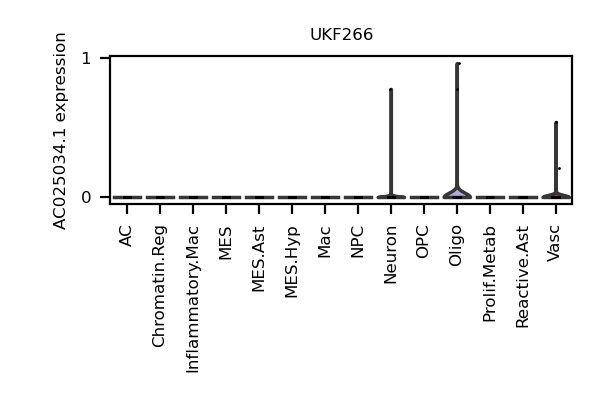 UKF266
AC025034.1 expression
1
0
AC
Chromatin.Reg
Inflammatory.Mac
MES
MES.Ast
MES.Hyp
Mac
NPC
Neuron
OPC
Oligo
Prolif.Metab
Reactive.Ast
Vasc